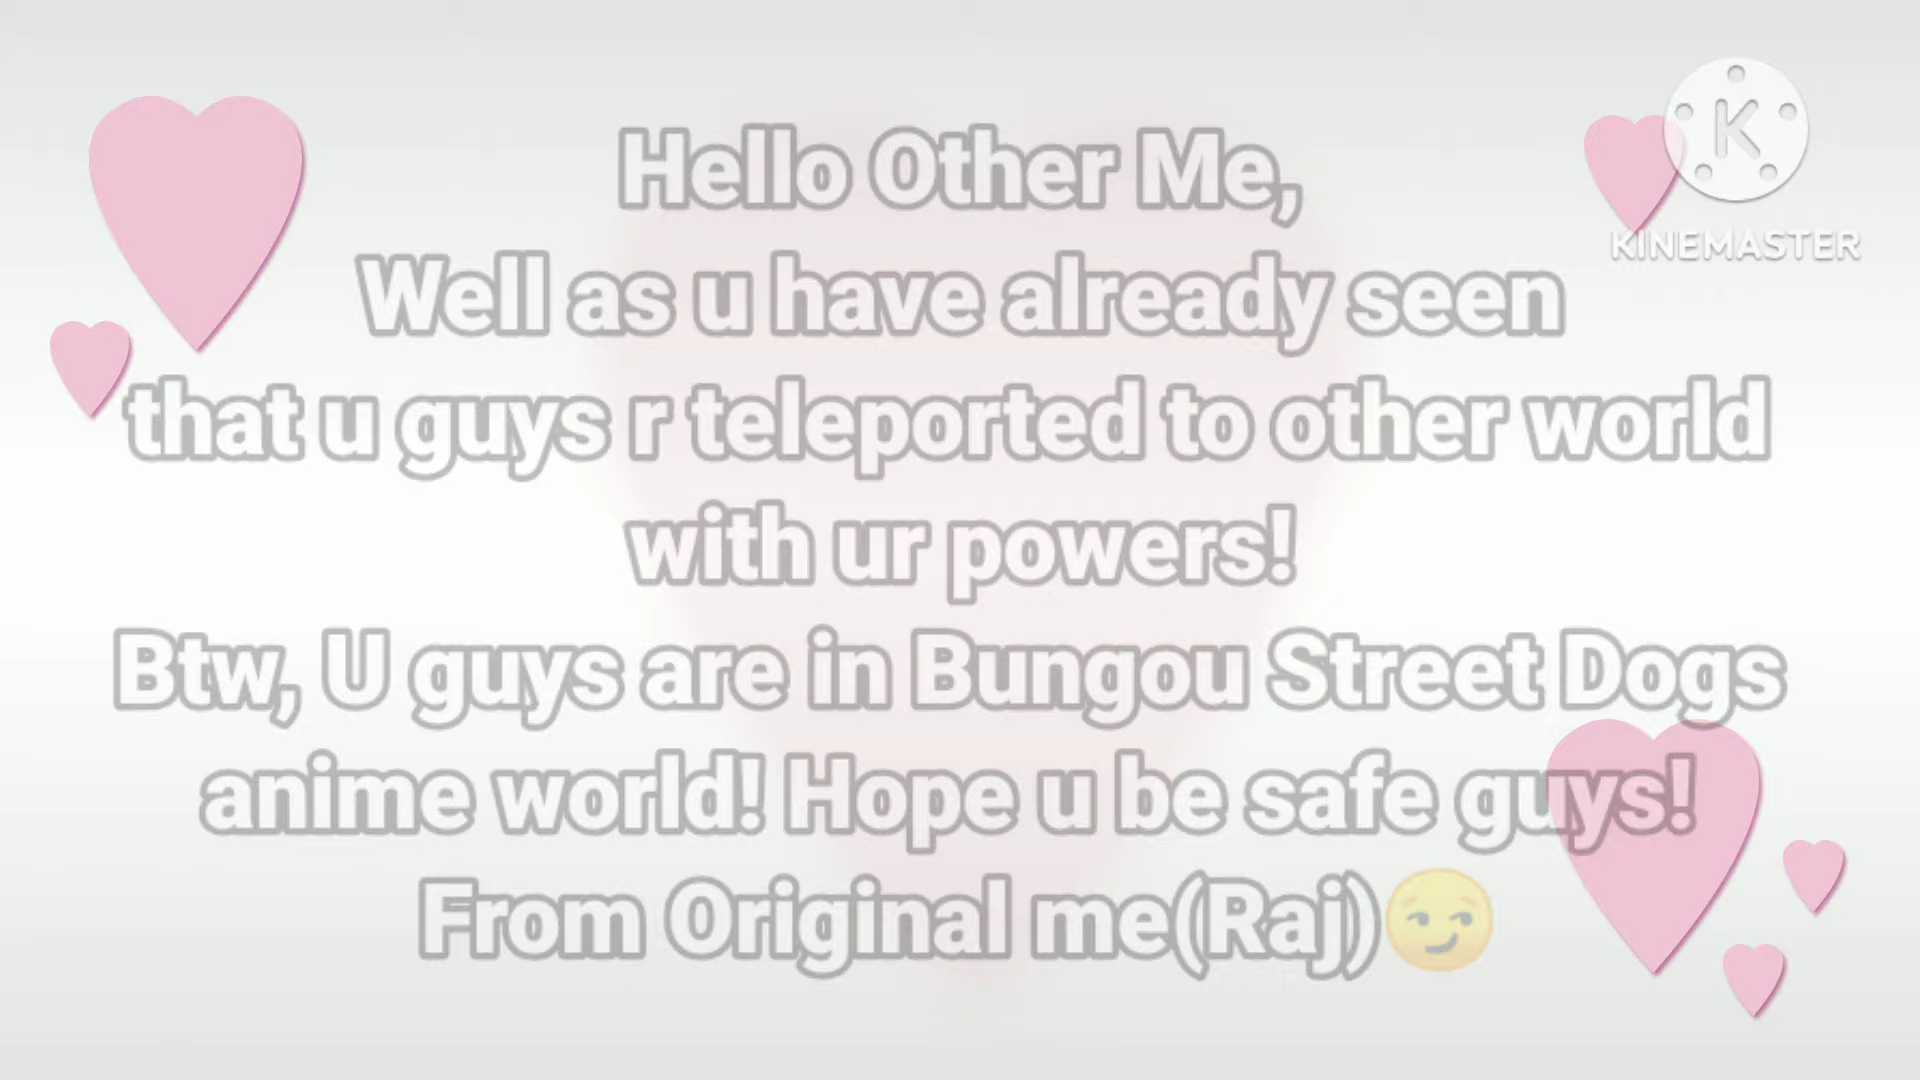 Hello Other Me,
Well as u have already seen
that u guys r teleported to other world
with ur powers!
Btw, U guys are in Bungou Street Dogs
anime world! Hope u be safe guys!
From Original me(Raj)😏
K
KINEMASTER